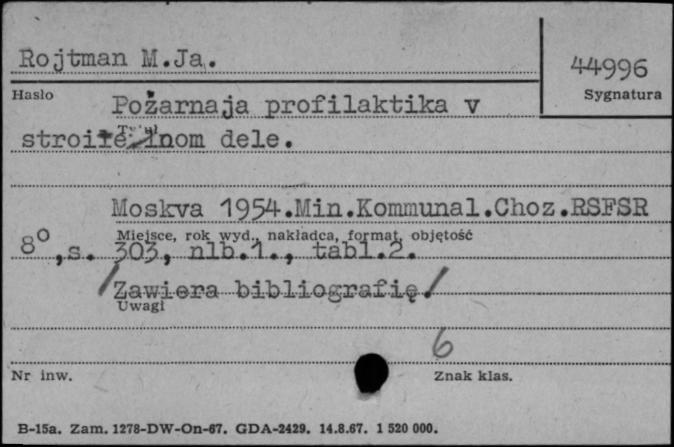 Rojtman M.Ja.
44996
Hasło
Sygnatura
Požarnaja profilaktika v
Tytuł
stroitelnom dele.
Moskva 1954.Min.Kommunal.Choz.RSFSR
Miejsce, rok wyd., nakładca, format, objętość
8°, s. 303, nlb.1., tabl.2.
/Zawiera bibliografię/
Uwagi
6
Nr inw.
Znak klas.
B-15a. Zam. 1278-DW-On-67. GDA-2429. 14.8.67. 1 520 000.